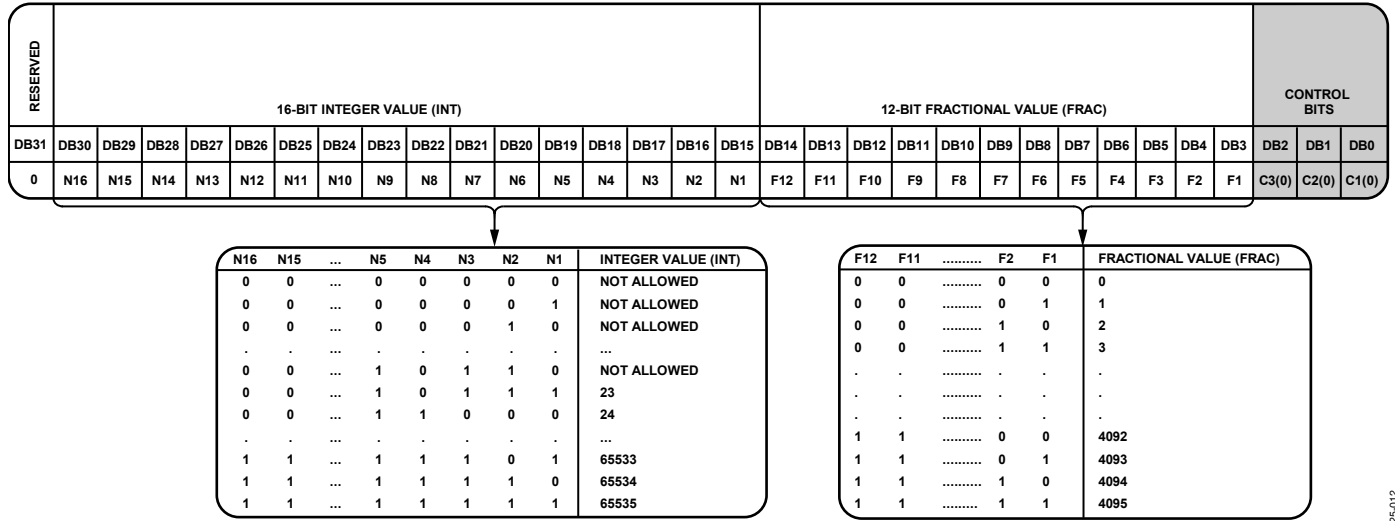 RESERVED
16-BIT INTEGER VALUE (INT) 12-BIT FRACTIONAL VALUE (FRAC) CONTROL BITS
DB31 DB30 DB29 DB28 DB27 DB26 DB25 DB24 DB23 DB22 DB21 DB20 DB19 DB18 DB17 DB16 DB15 DB14 DB13 DB12 DB11 DB10 DB9 DB8 DB7 DB6 DB5 DB4 DB3 DB2 DB1 DB0
0 N16 N15 N14 N13 N12 N11 N10 N9 N8 N7 N6 N5 N4 N3 N2 N1 F12 F11 F10 F9 F8 F7 F6 F5 F4 F3 F2 F1 C3(0) C2(0) C1(0)
N16 N15 ... N5 N4 N3 N2 N1 INTEGER VALUE (INT)
0 0 ... 0 0 0 0 0 NOT ALLOWED
0 0 ... 0 0 0 0 1 NOT ALLOWED
0 0 ... 0 0 0 1 0 NOT ALLOWED
. . ... . . . . . ...
0 0 ... 1 0 1 1 0 NOT ALLOWED
0 0 ... 1 0 1 1 1 23
0 0 ... 1 1 0 0 0 24
. . ... . . . . . ...
1 1 ... 1 1 1 0 1 65533
1 1 ... 1 1 1 1 0 65534
1 1 ... 1 1 1 1 1 65535
F12 F11 .......... F2 F1 FRACTIONAL VALUE (FRAC)
0 0 .......... 0 0 0
0 0 .......... 0 1 1
0 0 .......... 1 0 2
0 0 .......... 1 1 3
. . .......... . . .
. . .......... . . .
. . .......... . . .
1 1 .......... 0 0 4092
1 1 .......... 0 1 4093
1 1 .......... 1 0 4094
1 1 ......... 1 1 4095